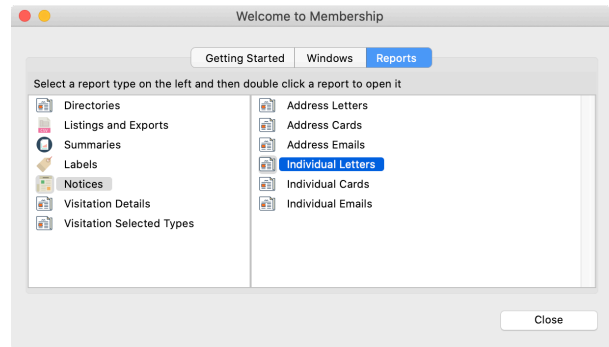 Welcome to Membership
Getting Started Windows Reports
Select a report type on the left and then double click a report to open it
Directories
Listings and Exports
Summaries
Labels
Notices
Visitation Details
Visitation Selected Types
Address Letters
Address Cards
Address Emails
Individual Letters
Individual Cards
Individual Emails
Close